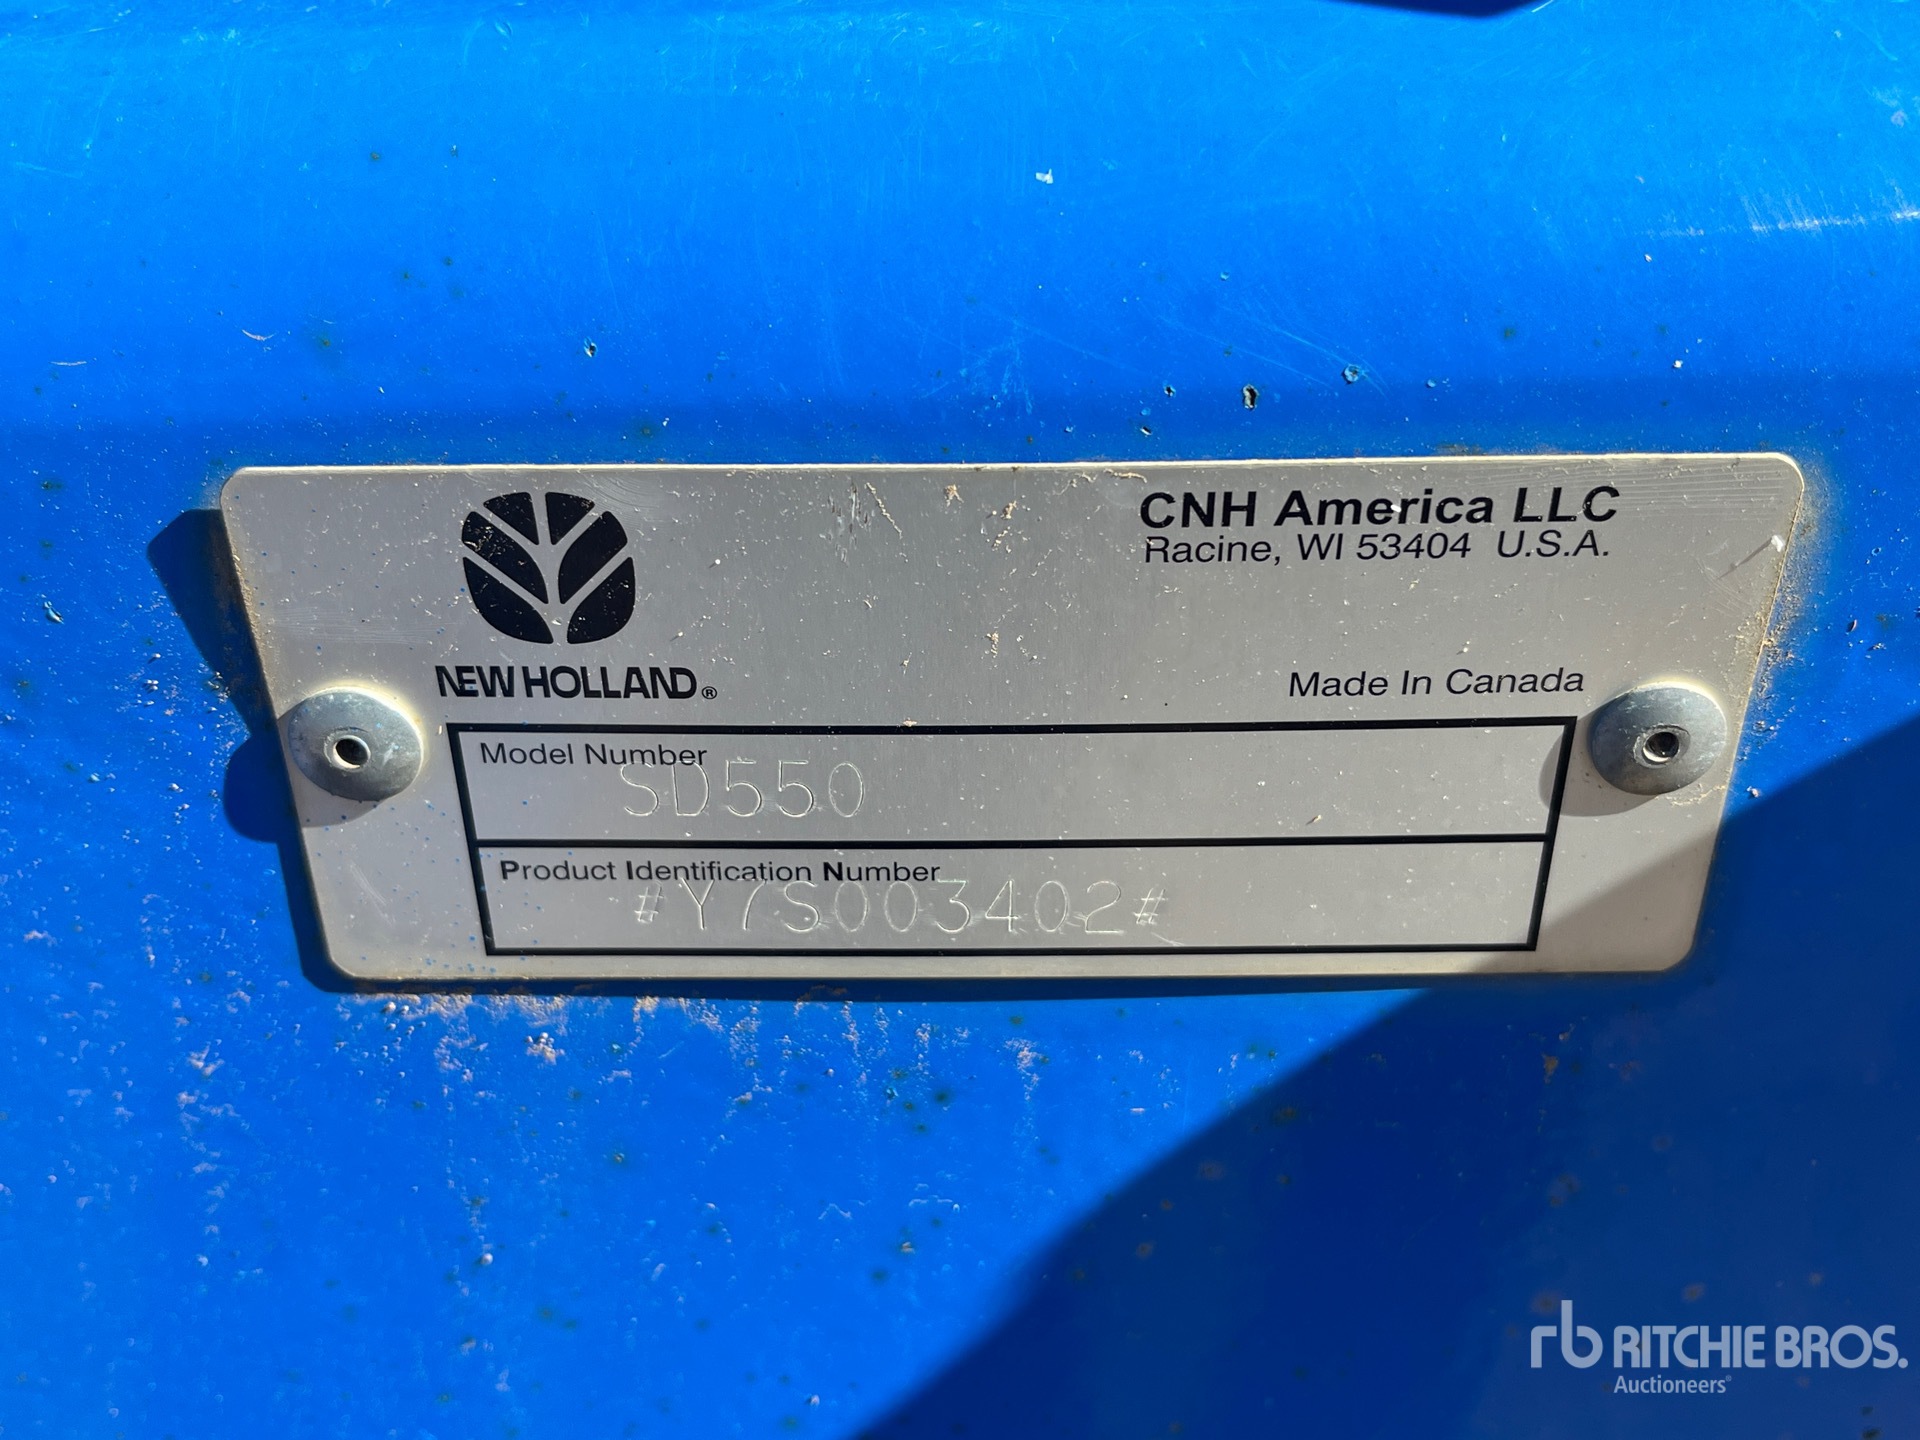 CNH America LLC
Racine, WI 53404 U.S.A.
NEW HOLLAND®
Made In Canada
Model Number
SD550
Product Identification Number
#Y7S003402#
rb RITCHIE BROS.
Auctioneers®